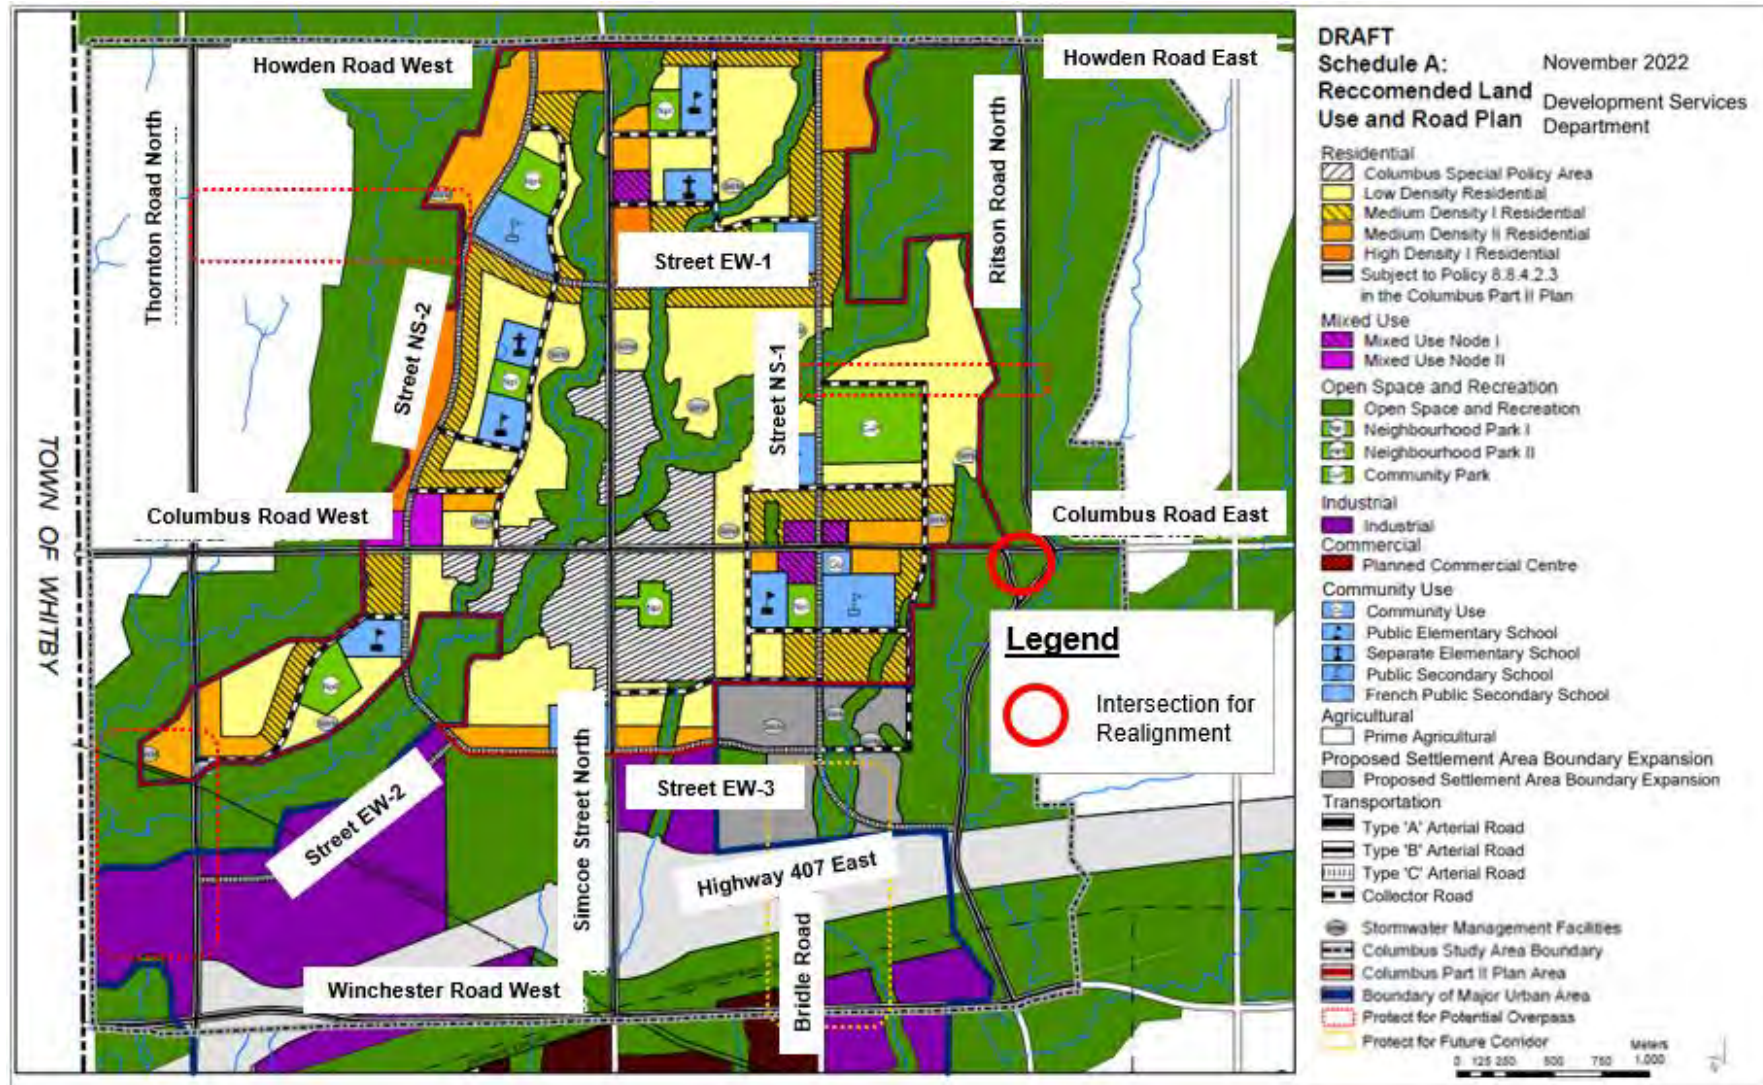 Howden Road West
Howden Road East
Thornton Road North
Ritson Road North
Street EW-1
Street NS-2
Street NS-1
TOWN OF WHITBY
Columbus Road West
Columbus Road East
Street EW-2
Simcoe Street North
Street EW-3
Highway 407 East
Bridle Road
Winchester Road West
Legend
Intersection for
Realignment
DRAFT
Schedule A:
November 2022
Reccomended Land
Use and Road Plan
Development Services
Department
Residential
Columbus Special Policy Area
Low Density Residential
Medium Density I Residential
Medium Density II Residential
High Density I Residential
Subject to Policy 8.8.4.2.3
in the Columbus Part II Plan
Mixed Use
Mixed Use Node I
Mixed Use Node II
Open Space and Recreation
Open Space and Recreation
Neighbourhood Park I
Neighbourhood Park II
Community Park
Industrial
Industrial
Commercial
Planned Commercial Centre
Community Use
Community Use
Public Elementary School
Separate Elementary School
Public Secondary School
French Public Secondary School
Agricultural
Prime Agricultural
Proposed Settlement Area Boundary Expansion
Proposed Settlement Area Boundary Expansion
Transportation
Type 'A' Arterial Road
Type 'B' Arterial Road
Type 'C' Arterial Road
Collector Road
Stormwater Management Facilities
Columbus Study Area Boundary
Columbus Part II Plan Area
Boundary of Major Urban Area
Protect for Potential Overpass
Protect for Future Corridor
Meters
0 125 250 500 750 1,000